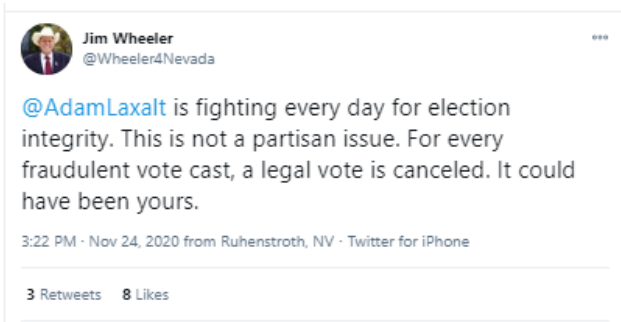 Jim Wheeler
@Wheeler4Nevada
@AdamLaxalt is fighting every day for election
integrity. This is not a partisan issue. For every
fraudulent vote cast, a legal vote is canceled. It could
have been yours.
3:22 PM · Nov 24, 2020 from Ruhenstroth, NV · Twitter for iPhone
3 Retweets 8 Likes